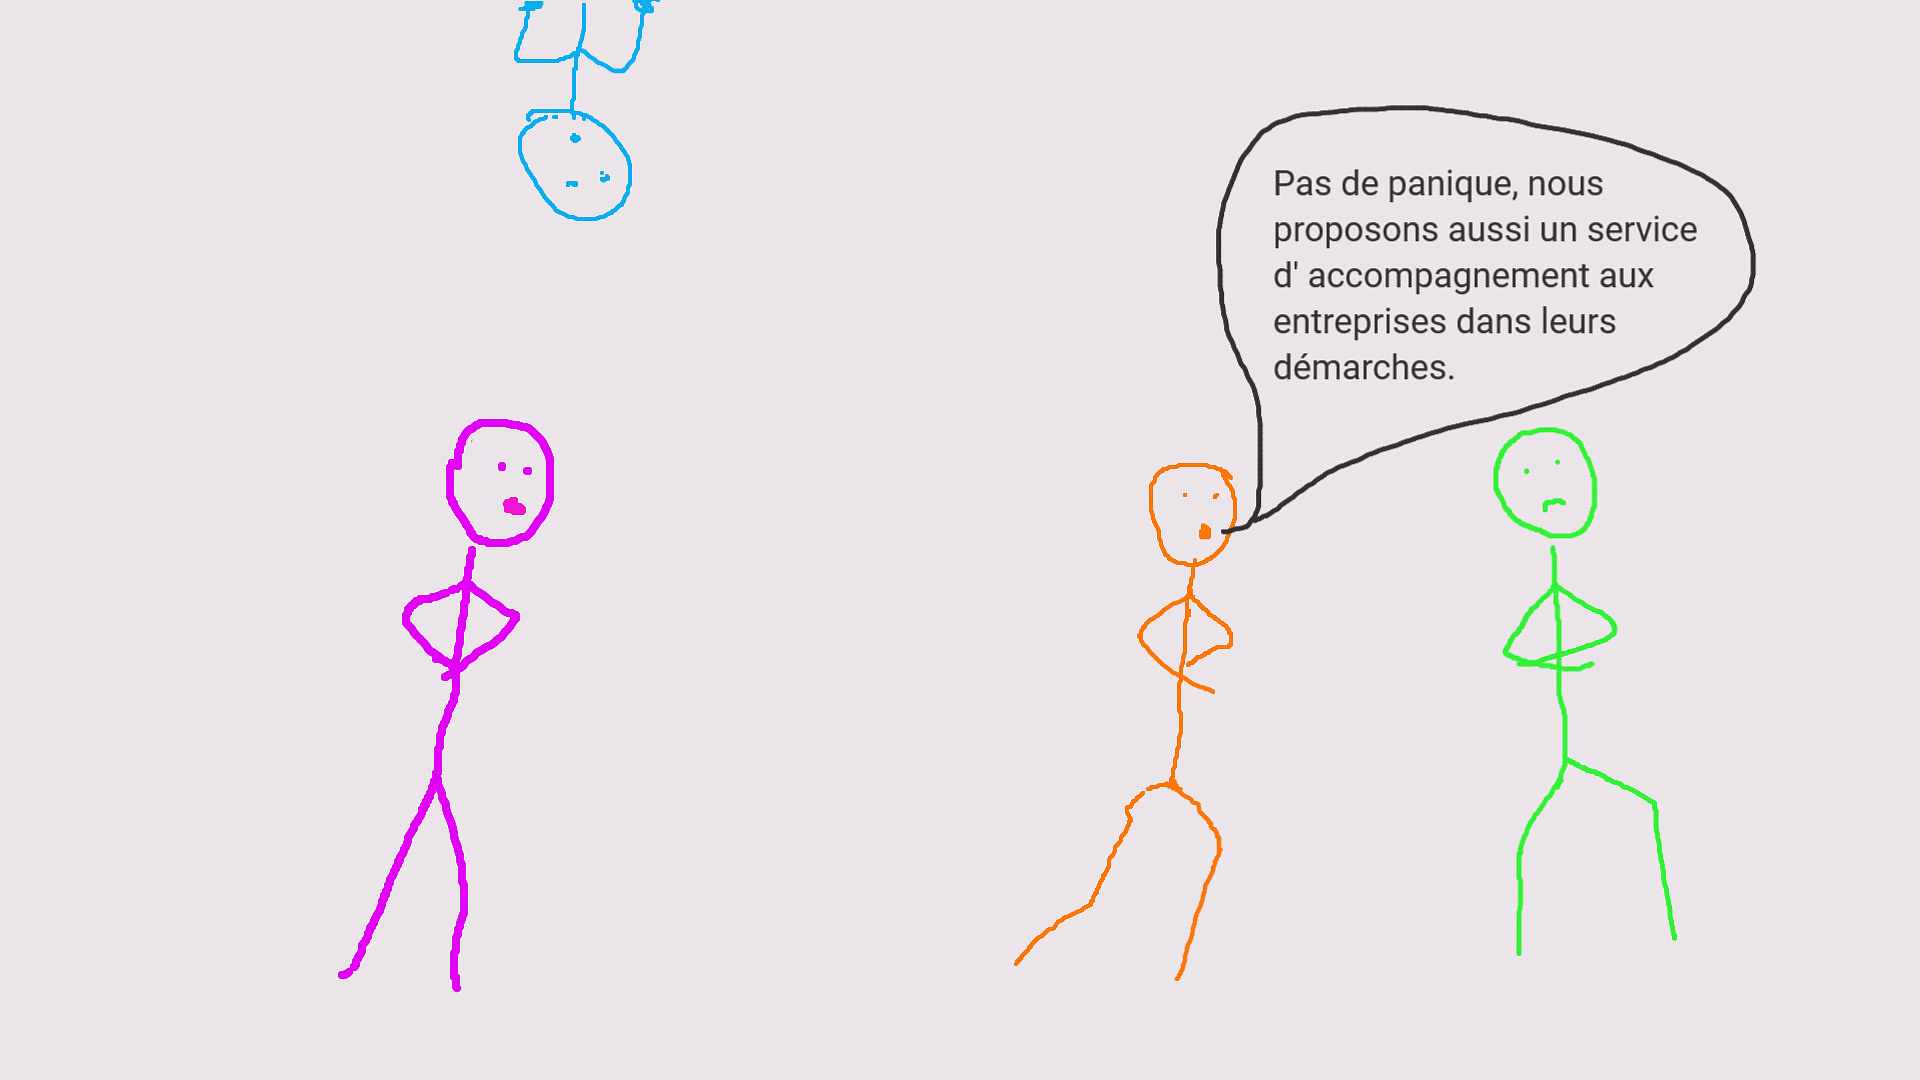 Pas de panique, nous
proposons aussi un service
d' accompagnement aux
entreprises dans leurs
démarches.